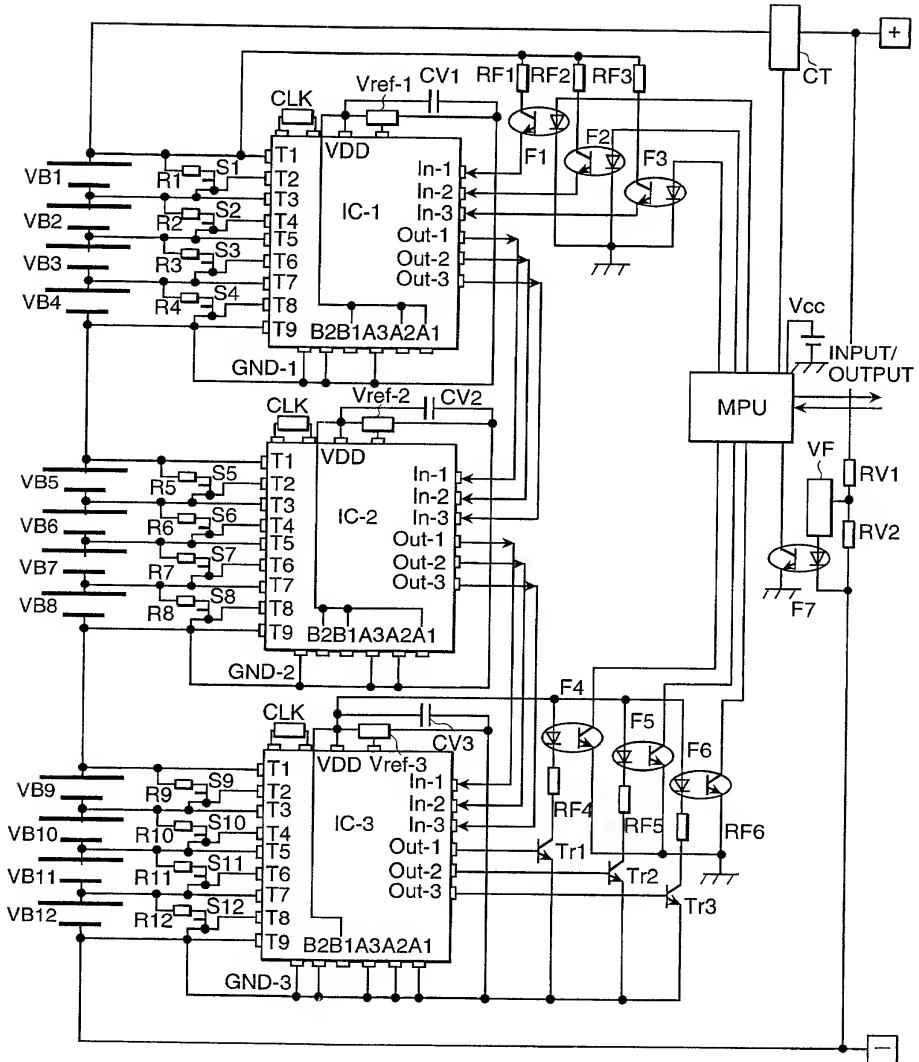 +
CT
RF1 RF2 RF3
CV1
Vref-1
CLK
VDD
F1
F2
F3
T1
T2
T3
T4
T5
T6
T7
T8
T9
In-1
In-2
In-3
Out-1
Out-2
Out-3
IC-1
B2B1A3A2A1
GND-1
VB1
VB2
VB3
VB4
R1
R2
R3
R4
S1
S2
S3
S4
Vcc
INPUT/
OUTPUT
MPU
VF
RV1
RV2
F7
CLK
Vref-2
CV2
VDD
T1
T2
T3
T4
T5
T6
T7
T8
T9
In-1
In-2
In-3
Out-1
Out-2
Out-3
IC-2
B2B1A3A2A1
GND-2
VB5
VB6
VB7
VB8
R5
R6
R7
R8
S5
S6
S7
S8
F4
F5
F6
RF4
RF5
RF6
Tr1
Tr2
Tr3
CLK
VDD
Vref-3
CV3
T1
T2
T3
T4
T5
T6
T7
T8
T9
In-1
In-2
In-3
Out-1
Out-2
Out-3
IC-3
B2B1A3A2A1
GND-3
VB9
VB10
VB11
VB12
R9
R10
R11
R12
S9
S10
S11
S12
−